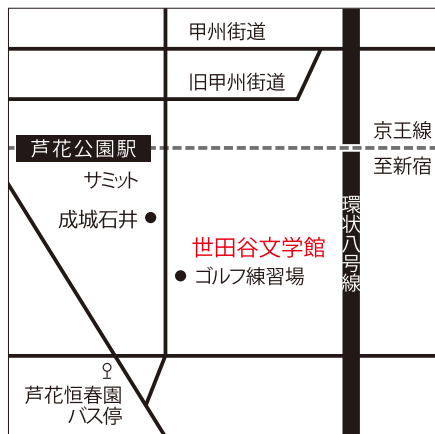 甲州街道
旧甲州街道
京王線
芦花公園駅
至新宿
サミット
成城石井
環状八号線
世田谷文学館
ゴルフ練習場
芦花恒春園
バス停